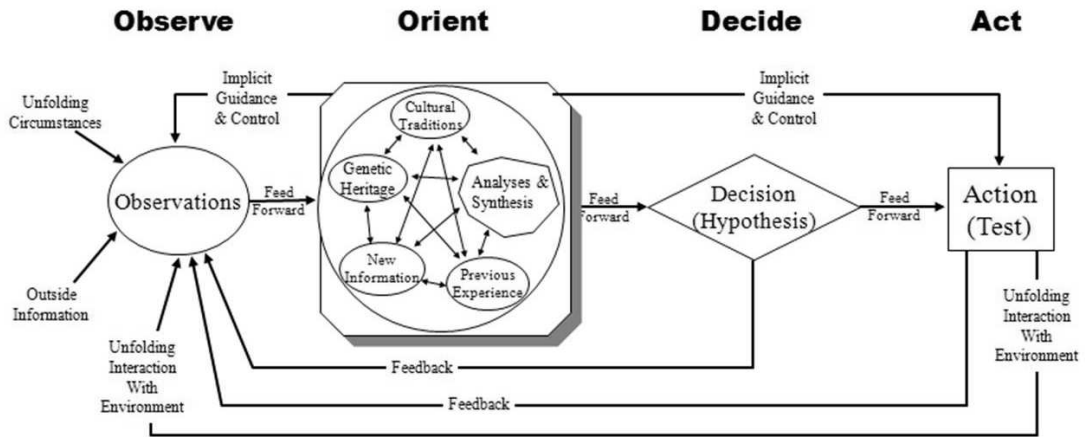 Observe
Orient
Decide
Act
Implicit
Guidance
& Control
Implicit
Guidance
& Control
Unfolding
Circumstances
Cultural
Traditions
Genetic
Heritage
Analyses &
Synthesis
New
Information
Previous
Experience
Observations
Feed
Forward
Feed
Forward
Decision
(Hypothesis)
Feed
Forward
Action
(Test)
Outside
Information
Unfolding
Interaction
With
Environment
Feedback
Feedback
Unfolding
Interaction
With
Environment